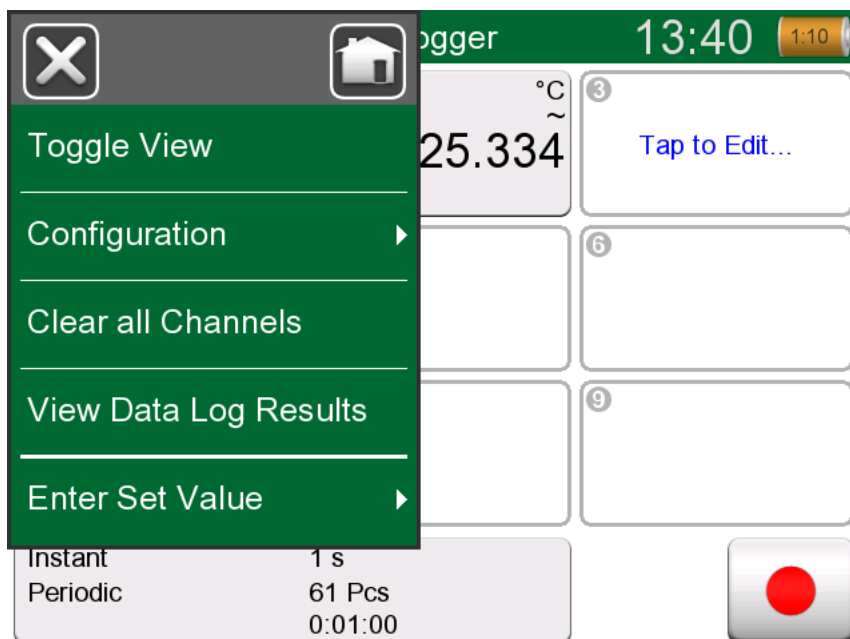 ogger 13:40 1:10
Toggle View
Configuration
Clear all Channels
View Data Log Results
Enter Set Value
°C
~
25.334
3
Tap to Edit...
6
9
Instant 1 s
Periodic 61 Pcs
0:01:00